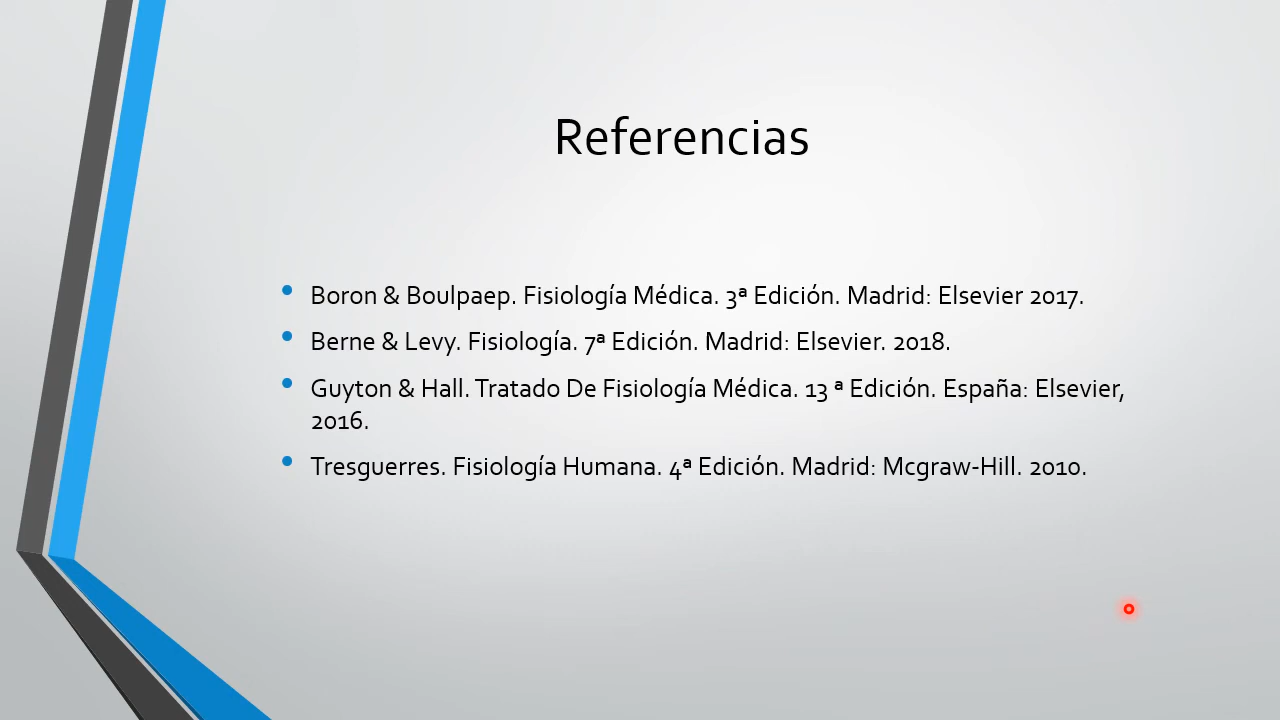 Referencias
• Boron & Boulpaep. Fisiología Médica. 3ª Edición. Madrid: Elsevier 2017.
• Berne & Levy. Fisiología. 7ª Edición. Madrid: Elsevier. 2018.
• Guyton & Hall. Tratado De Fisiología Médica. 13 ª Edición. España: Elsevier,
2016.
• Tresguerres. Fisiología Humana. 4ª Edición. Madrid: Mcgraw-Hill. 2010.